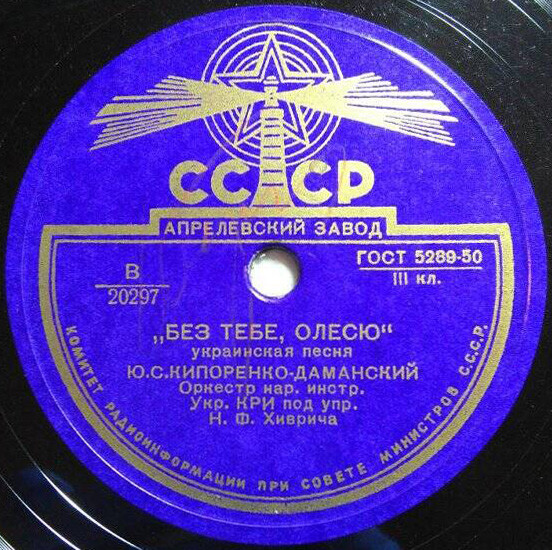 СССР
АПРЕЛЕВСКИЙ ЗАВОД
В
20297
ГОСТ 5289-50
III кл.
„БЕЗ ТЕБЕ, ОЛЕСЮ“
украинская песня
Ю.С.КИПОРЕНКО-ДАМАНСКИЙ
Оркестр нар. инстр.
Укр. КРИ под упр.
Н. Ф. Хиврича
КОМИТЕТ РАДИОИНФОРМАЦИИ ПРИ СОВЕТЕ МИНИСТРОВ С.С.С.Р.